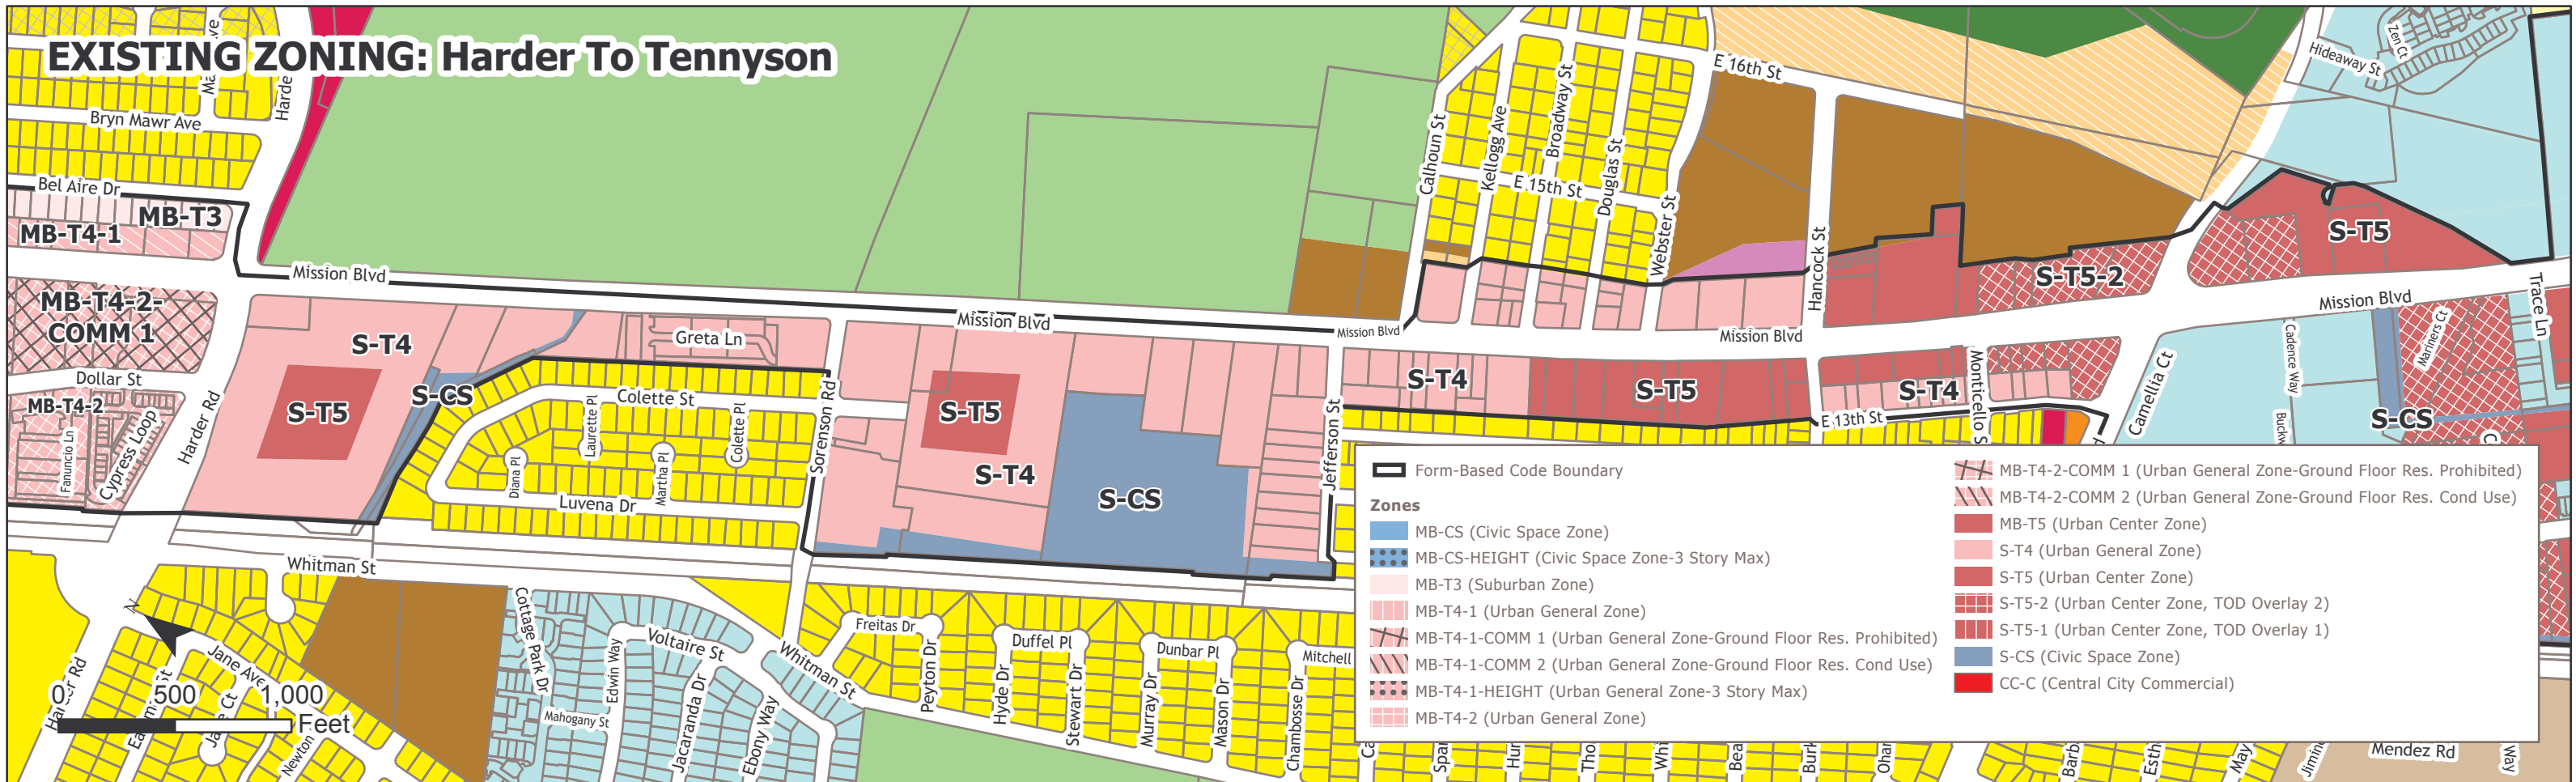 EXISTING ZONING: Harder To Tennyson
Bryn Mawr Ave
Bel Aire Dr
MB-T3
MB-T4-1
MB-T4-2-
COMM 1
Dollar St
MB-T4-2
Fanuncio Ln
Cypress Loop
Harder Rd
Mission Blvd
S-T4
S-T5
S-CS
Greta Ln
Colette St
Laurette Pl
Colette Pl
Diana Pl
Martha Pl
Luvena Dr
Sorenson Rd
Mission Blvd
S-T5
S-T4
S-CS
Jefferson St
Mission Blvd
Calhoun St
Kellogg Ave
Broadway St
Douglas St
E 15th St
Webster St
E 16th St
Hancock St
Mission Blvd
S-T4
S-T5
S-T4
Monticello S
E 13th St
S-T5-2
S-T5
Hideaway St
Zen Ct
Mission Blvd
Trace Ln
Camellia Ct
Cadence Way
Buckw
Mariners Ct
S-CS
Whitman St
Cottage Park Dr
Edwin Way
Voltaire St
Mahogany St
Jacaranda Dr
Ebony Way
Whitman St
Freitas Dr
Peyton Dr
Duffel Pl
Hyde Dr
Stewart Dr
Dunbar Pl
Murray Dr
Mason Dr
Mitchell
Chambosse Dr
N
Jane Ave
Newton
0 500 1,000
Feet
Form-Based Code Boundary
Zones
MB-CS (Civic Space Zone)
MB-CS-HEIGHT (Civic Space Zone-3 Story Max)
MB-T3 (Suburban Zone)
MB-T4-1 (Urban General Zone)
MB-T4-1-COMM 1 (Urban General Zone-Ground Floor Res. Prohibited)
MB-T4-1-COMM 2 (Urban General Zone-Ground Floor Res. Cond Use)
MB-T4-1-HEIGHT (Urban General Zone-3 Story Max)
MB-T4-2 (Urban General Zone)
MB-T4-2-COMM 1 (Urban General Zone-Ground Floor Res. Prohibited)
MB-T4-2-COMM 2 (Urban General Zone-Ground Floor Res. Cond Use)
MB-T5 (Urban Center Zone)
S-T4 (Urban General Zone)
S-T5 (Urban Center Zone)
S-T5-2 (Urban Center Zone, TOD Overlay 2)
S-T5-1 (Urban Center Zone, TOD Overlay 1)
S-CS (Civic Space Zone)
CC-C (Central City Commercial)
Mendez Rd
Way